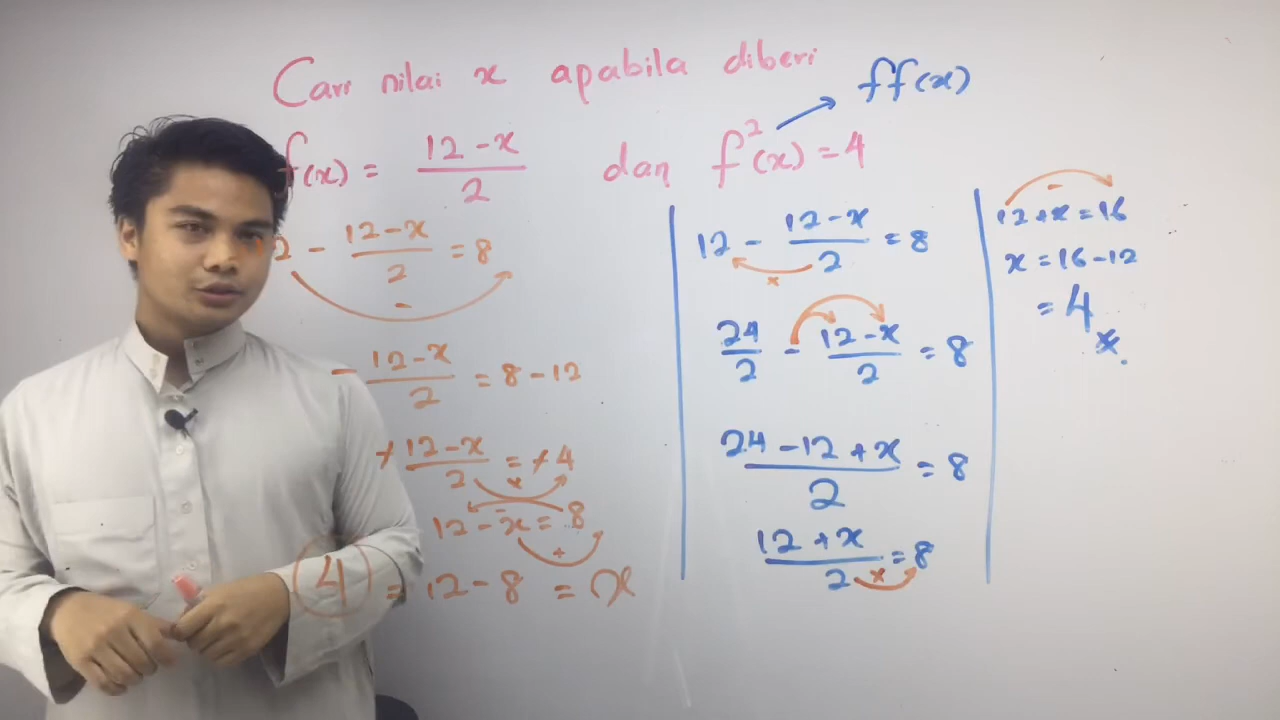 Cari nilai x apabila diberi
ff(x)
f(x) = (12 - x)/2 dan f²(x) = 4
2 - (12 - x)/2 = 8
-
- (12 - x)/2 = 8 - 12
-(12 - x)/2 = -4
×
12 - x = 8
+
4 = 12 - 8 = x
12 - (12 - x)/2 = 8
×
24/2 - (12 - x)/2 = 8
(24 - 12 + x)/2 = 8
(12 + x)/2 = 8
×
-
12 + x = 16
x = 16 - 12
= 4